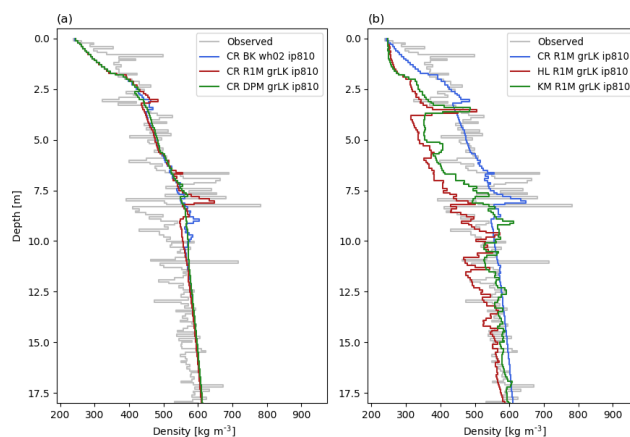 (a)
(b)
Observed
CR BK wh02 ip810
CR R1M grLK ip810
CR DPM grLK ip810
Observed
CR R1M grLK ip810
HL R1M grLK ip810
KM R1M grLK ip810
Depth [m]
0.0
2.5
5.0
7.5
10.0
12.5
15.0
17.5
0.0
2.5
5.0
7.5
10.0
12.5
15.0
17.5
200 300 400 500 600 700 800 900
200 300 400 500 600 700 800 900
Density [kg m⁻³]
Density [kg m⁻³]